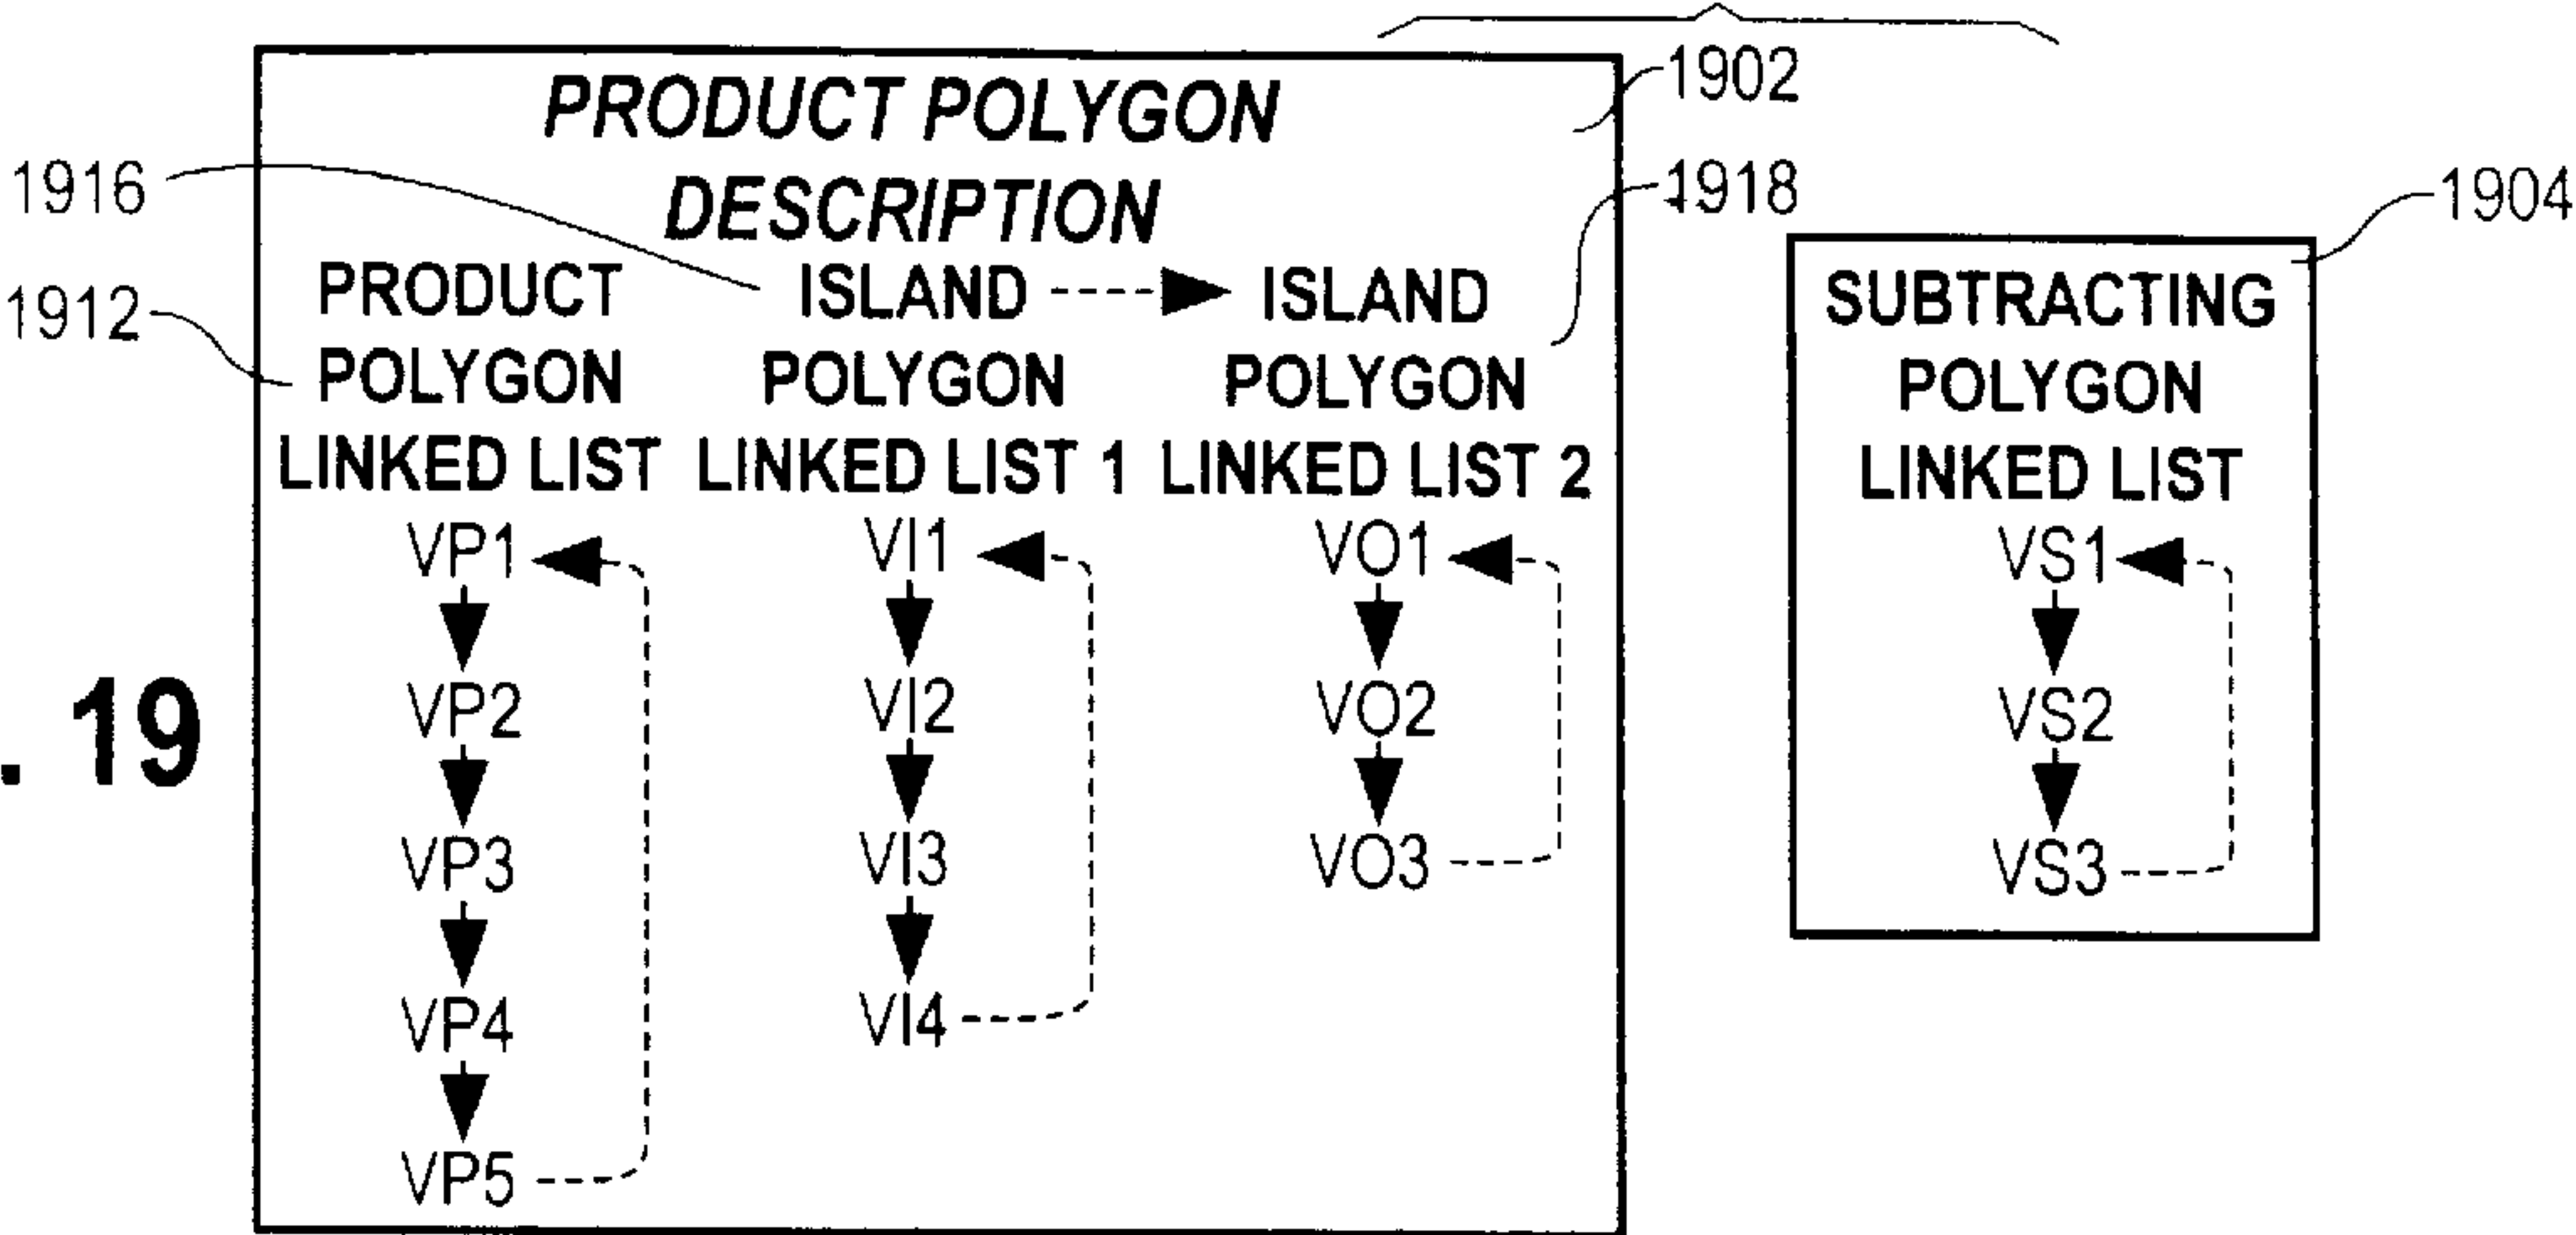 1902
PRODUCT POLYGON
DESCRIPTION
1916
1918
1904
1912
PRODUCT
POLYGON
LINKED LIST
ISLAND
POLYGON
LINKED LIST 1
ISLAND
POLYGON
LINKED LIST 2
SUBTRACTING
POLYGON
LINKED LIST
VP1
VP2
VP3
VP4
VP5
VI1
VI2
VI3
VI4
VO1
VO2
VO3
VS1
VS2
VS3
. 19